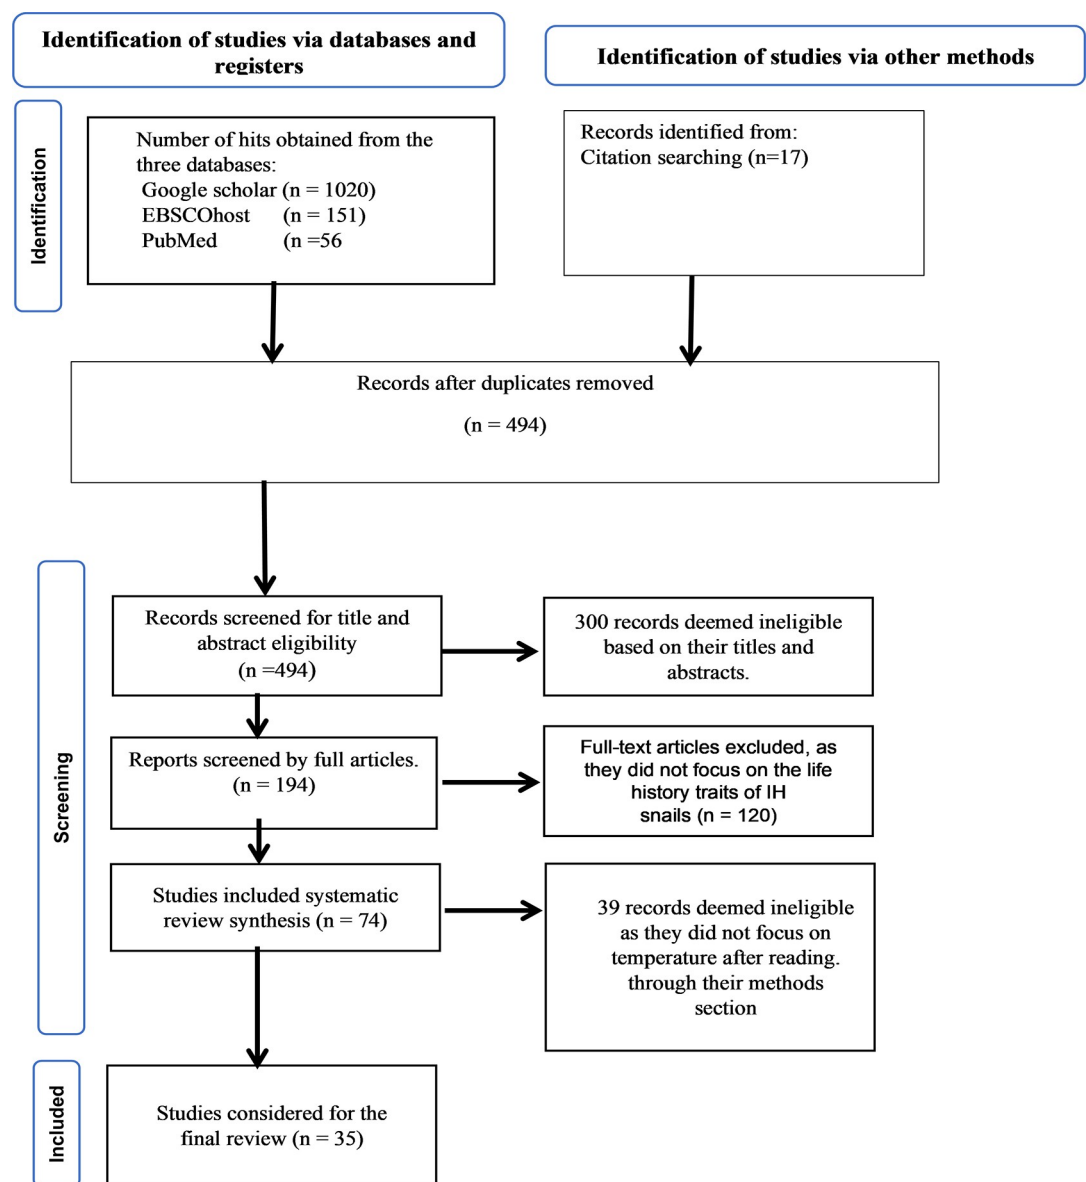 Identification of studies via databases and
registers
Identification of studies via other methods
Identification
Number of hits obtained from the
three databases:
Google scholar (n = 1020)
EBSCOhost (n = 151)
PubMed (n =56
Records identified from:
Citation searching (n=17)
Records after duplicates removed
(n = 494)
Screening
Records screened for title and
abstract eligibility
(n =494)
300 records deemed ineligible
based on their titles and
abstracts.
Reports screened by full articles.
(n = 194)
Full-text articles excluded, as
they did not focus on the life
history traits of IH
snails (n = 120)
Studies included systematic
review synthesis (n = 74)
39 records deemed ineligible
as they did not focus on
temperature after reading.
through their methods
section
Included
Studies considered for the
final review (n = 35)